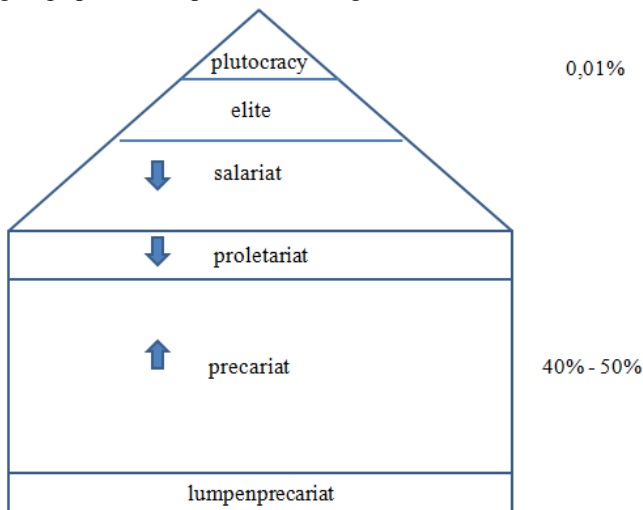 plutocracy
0,01%
elite
salariat
proletariat
precariat
40% - 50%
lumpenprecariat